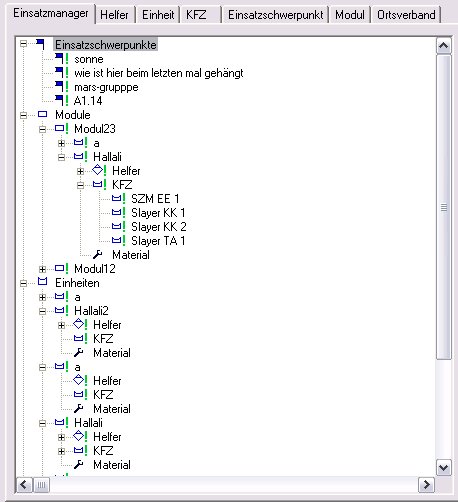 Einsatzmanager Helfer Einheit KFZ Einsatzschwerpunkt Modul Ortsverband
Einsatzschwerpunkte
sonne
wie ist hier beim letzten mal gehängt
mars-grupppe
A1.14
Module
Modul23
a
Hallali
Helfer
KFZ
SZM EE 1
Slayer KK 1
Slayer KK 2
Slayer TA 1
Material
Modul12
Einheiten
a
Hallali2
Helfer
KFZ
Material
a
Helfer
KFZ
Material
Hallali
Helfer
KFZ
Material